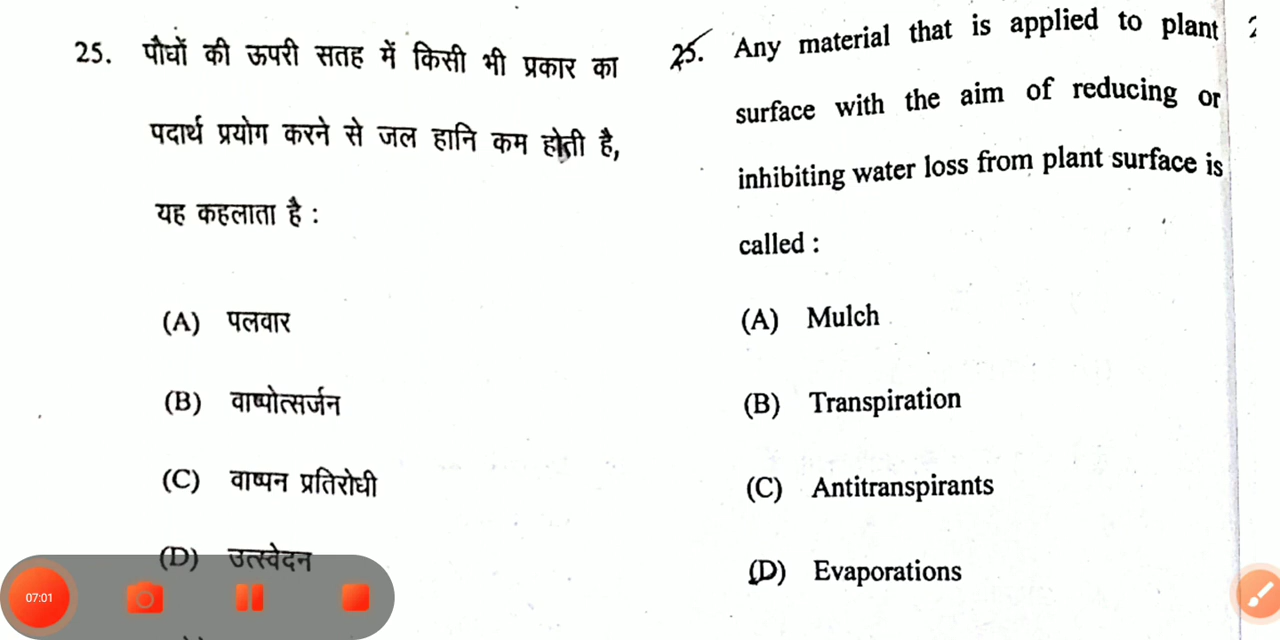 25. पौधों की ऊपरी सतह में किसी भी प्रकार का
पदार्थ प्रयोग करने से जल हानि कम होती है,
यह कहलाता है :
(A) पलवार
(B) वाष्पोत्सर्जन
(C) वाष्पन प्रतिरोधी
(D) उत्स्वेदन
25. Any material that is applied to plant
surface with the aim of reducing or
inhibiting water loss from plant surface is
called :
(A) Mulch
(B) Transpiration
(C) Antitranspirants
(D) Evaporations
07:01